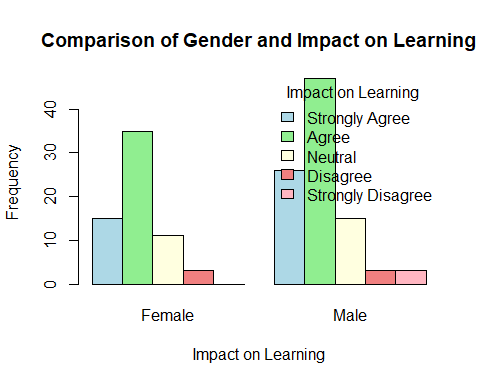 Comparison of Gender and Impact on Learning
Impact on Learning
Strongly Agree
Agree
Neutral
Disagree
Strongly Disagree
Frequency
40
30
20
10
0
Female Male
Impact on Learning